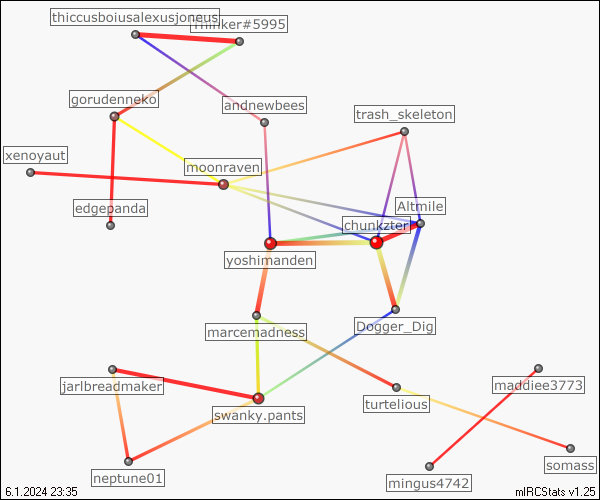 thiccusboiusalexusjoneus
Thinker#5995
gorudenneko
andnewbees
trash_skeleton
xenoyaut
moonraven
edgepanda
Altmile
chunkzter
yoshimanden
marcemadness
Dogger_Dig
jarlbreadmaker
maddiee3773
turtelious
swanky.pants
somass
neptune01
mingus4742
6.1.2024 23:35
mIRCStats v1.25